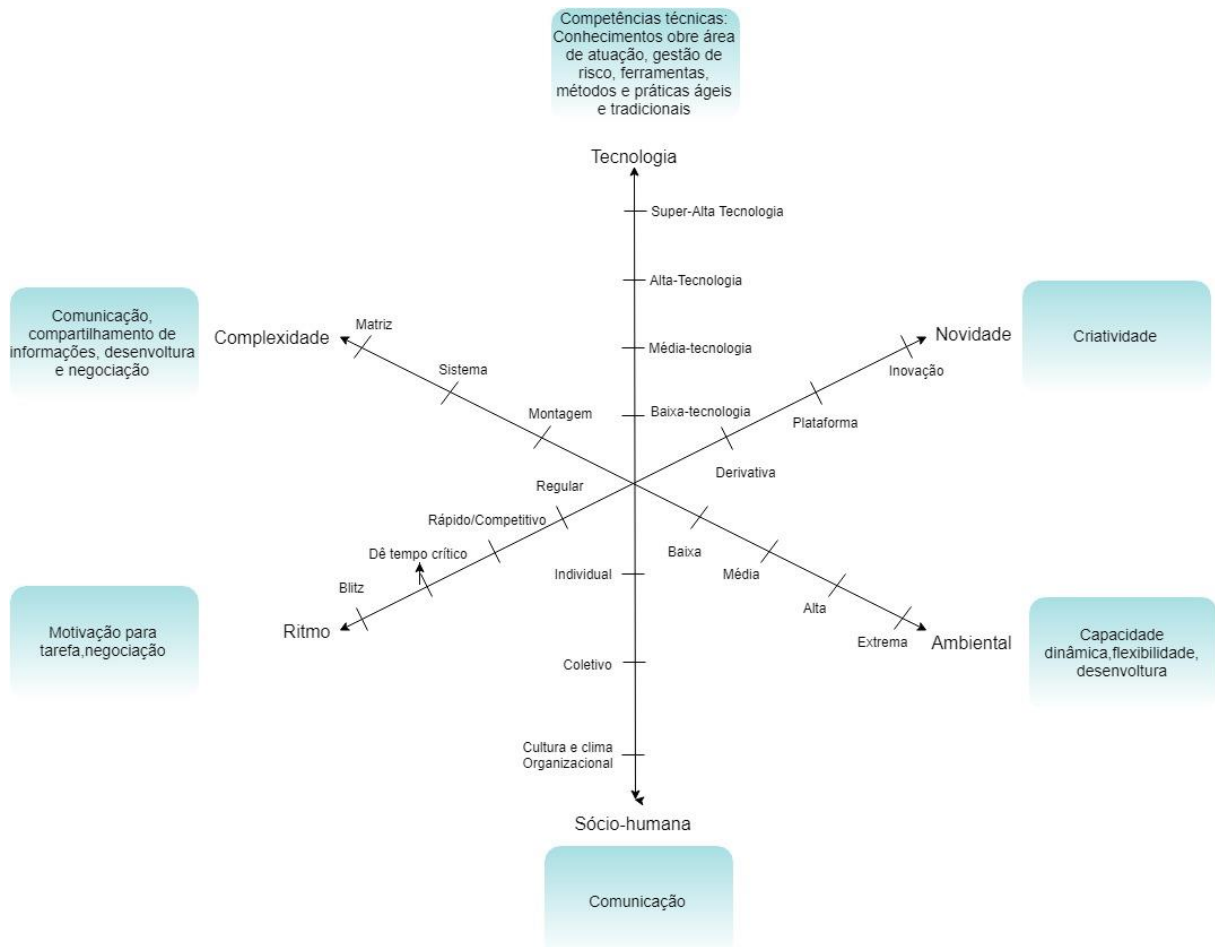 Competências técnicas:
Conhecimentos obre área
de atuação, gestão de
risco, ferramentas,
métodos e práticas ágeis
e tradicionais
Tecnologia
Super-Alta Tecnologia
Alta-Tecnologia
Média-tecnologia
Baixa-tecnologia
Comunicação,
compartilhamento de
informações, desenvoltura
e negociação
Complexidade
Matriz
Sistema
Montagem
Novidade
Inovação
Plataforma
Derivativa
Criatividade
Regular
Rápido/Competitivo
Dê tempo crítico
Blitz
Ritmo
Motivação para
tarefa,negociação
Baixa
Média
Alta
Extrema
Ambiental
Capacidade
dinâmica,flexibilidade,
desenvoltura
Individual
Coletivo
Cultura e clima
Organizacional
Sócio-humana
Comunicação